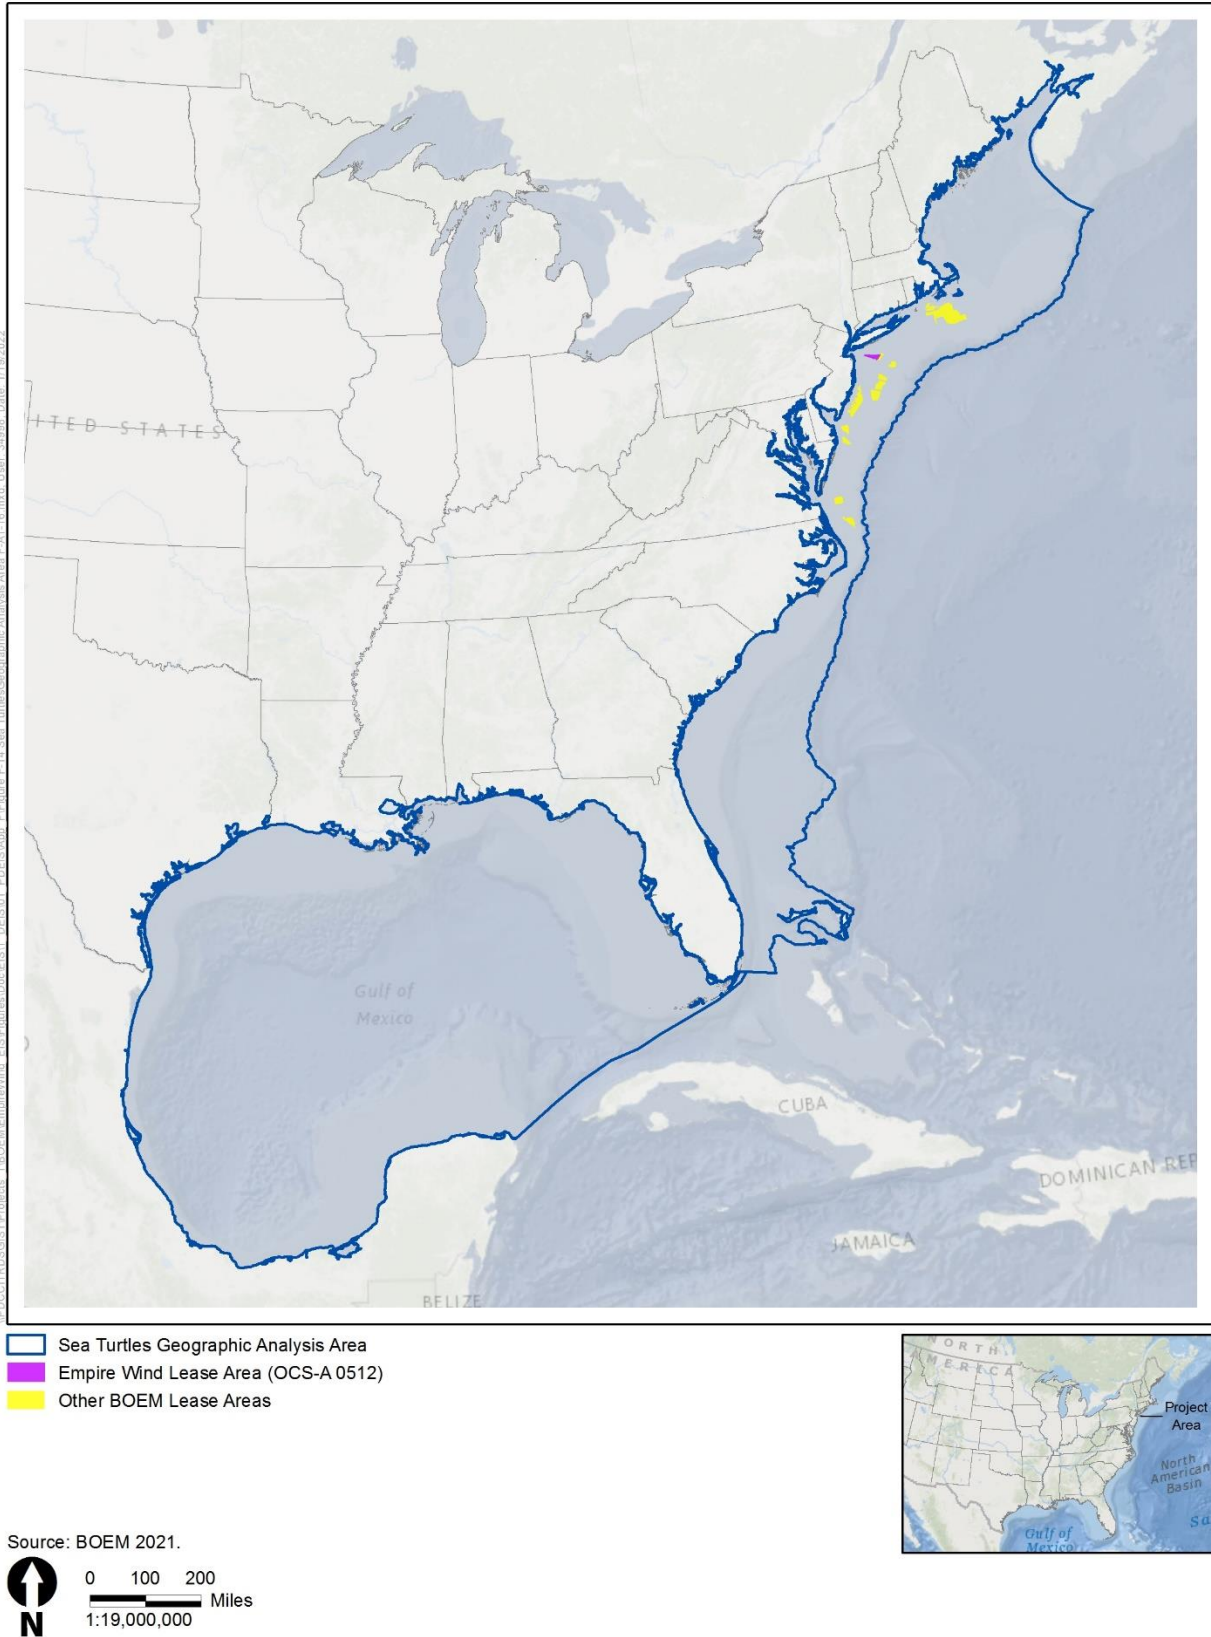 UNITED STATES
Gulf of
Mexico
CUBA
DOMINICAN REP
JAMAICA
BELIZE
Sea Turtles Geographic Analysis Area
Empire Wind Lease Area (OCS-A 0512)
Other BOEM Lease Areas
NORTH
AMERICA
Project
Area
North
American
Basin
Sa
Gulf of
Mexico
Source: BOEM 2021.
0 100 200
Miles
1:19,000,000
N